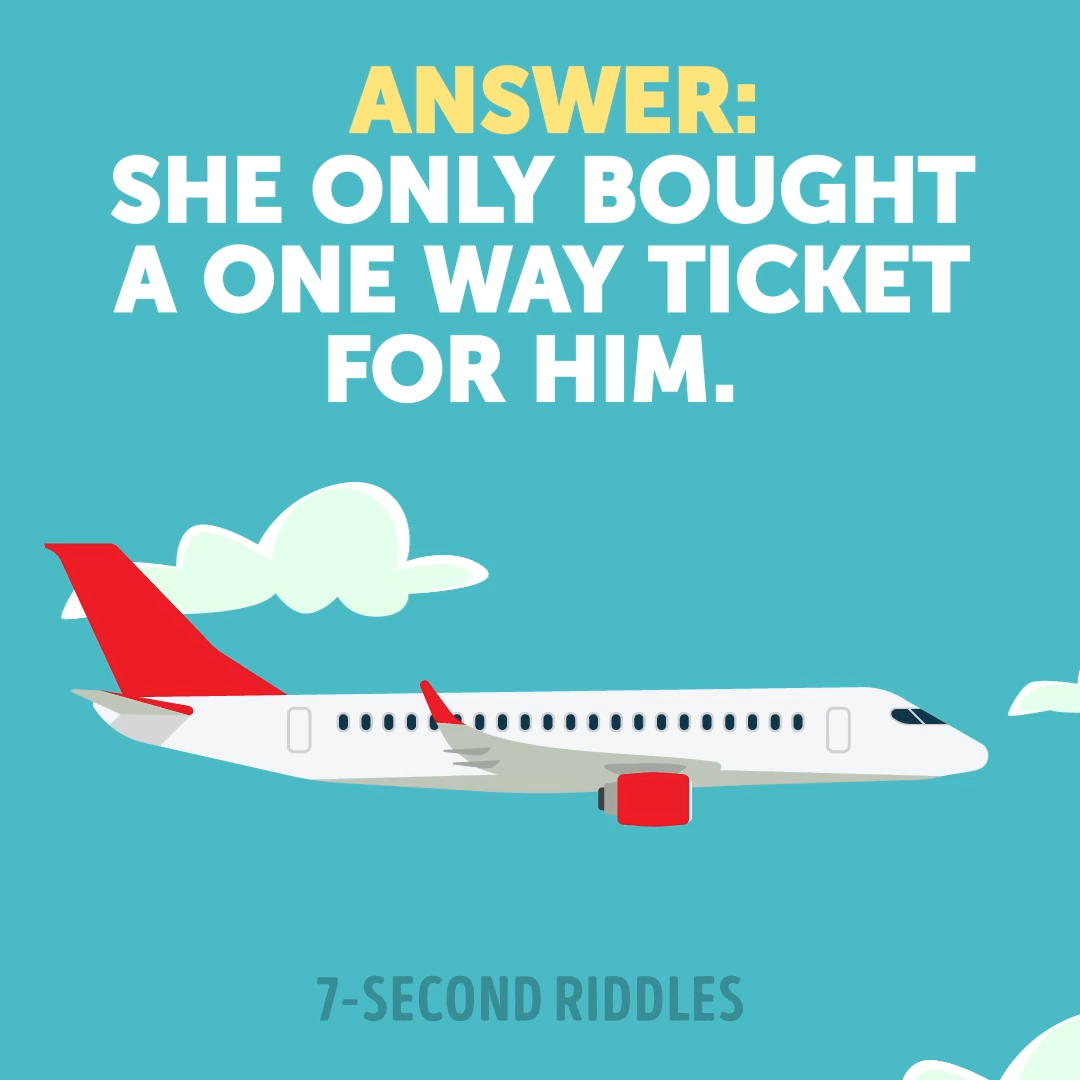 ANSWER:
SHE ONLY BOUGHT
A ONE WAY TICKET
FOR HIM.
7-SECOND RIDDLES